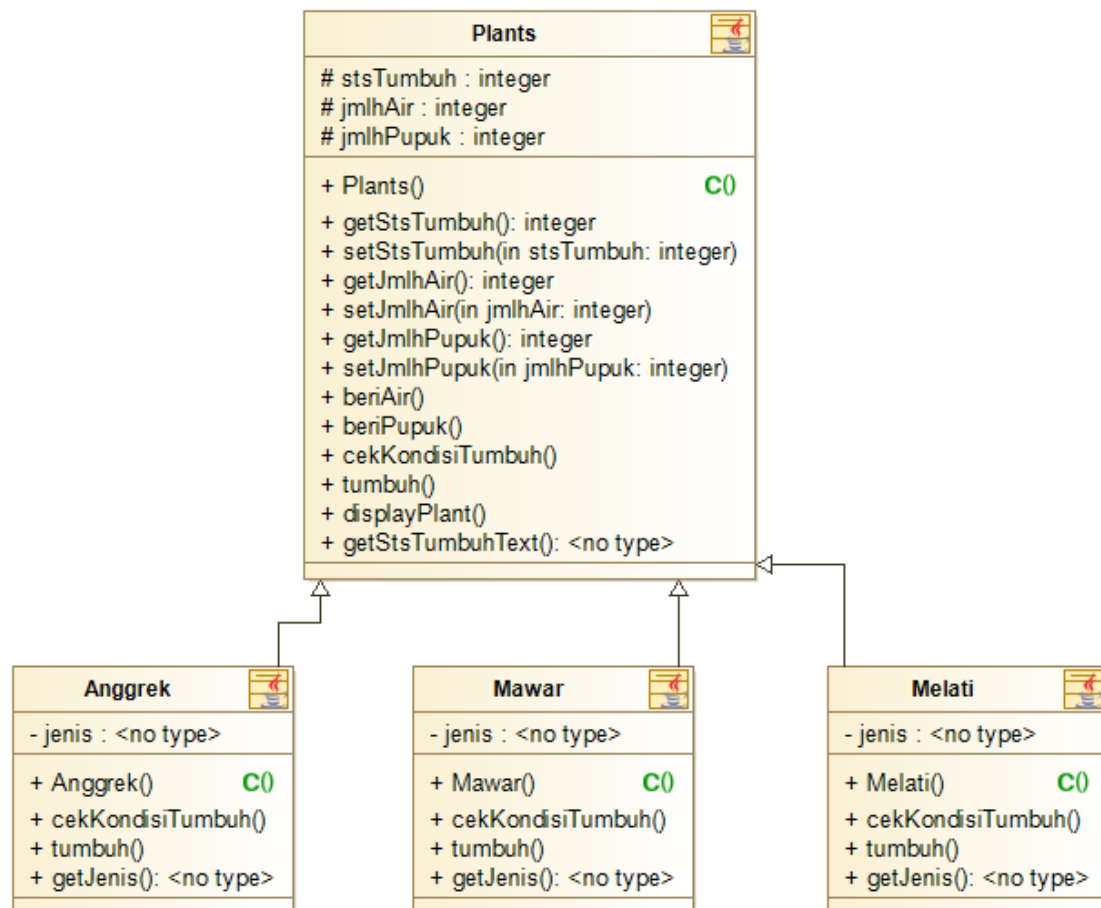 Plants
# stsTumbuh : integer
# jmlhAir : integer
# jmlhPupuk : integer
+ Plants() C()
+ getStsTumbuh(): integer
+ setStsTumbuh(in stsTumbuh: integer)
+ getJmlhAir(): integer
+ setJmlhAir(in jmlhAir: integer)
+ getJmlhPupuk(): integer
+ setJmlhPupuk(in jmlhPupuk: integer)
+ beriAir()
+ beriPupuk()
+ cekKondisiTumbuh()
+ tumbuh()
+ displayPlant()
+ getStsTumbuhText(): <no type>
Anggrek
- jenis : <no type>
+ Anggrek() C()
+ cekKondisiTumbuh()
+ tumbuh()
+ getJenis(): <no type>
Mawar
- jenis : <no type>
+ Mawar() C()
+ cekKondisiTumbuh()
+ tumbuh()
+ getJenis(): <no type>
Melati
- jenis : <no type>
+ Melati() C()
+ cekKondisiTumbuh()
+ tumbuh()
+ getJenis(): <no type>